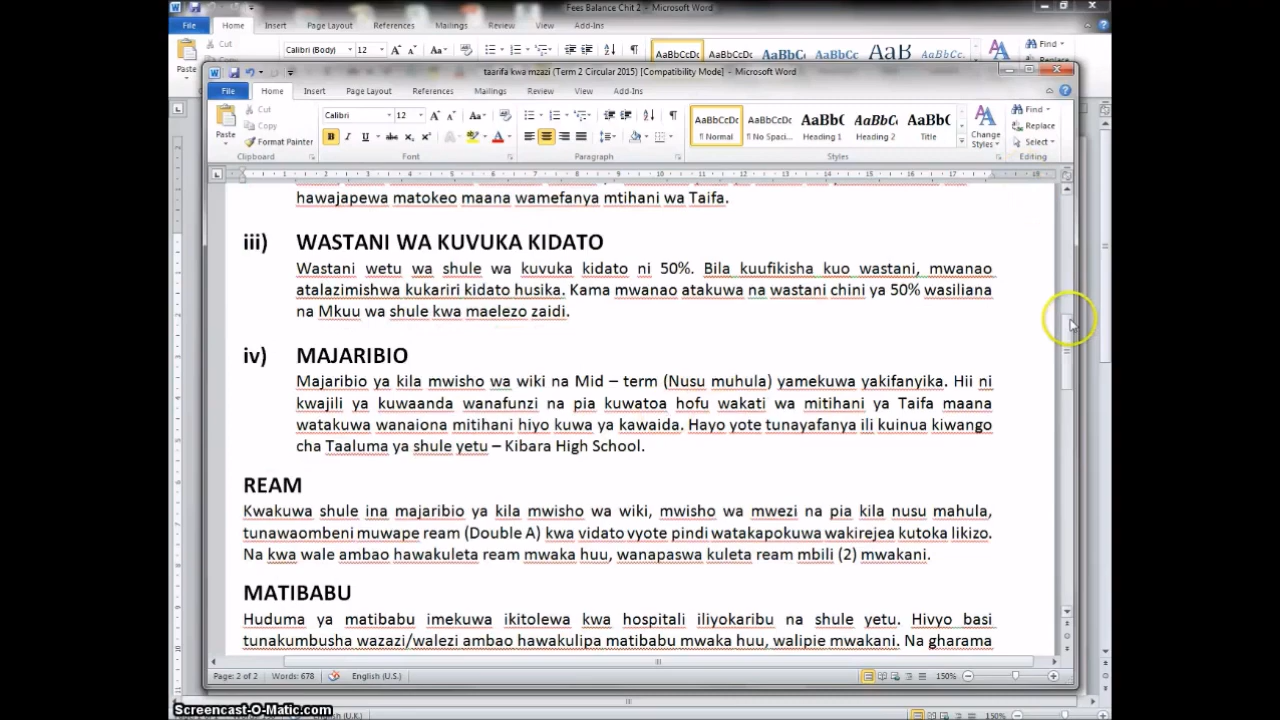 Fees Balance Chit 2 - Microsoft Word
File Home Insert Page Layout References Mailings Review View Add-Ins
Cut Calibri (Body) 12 Find
Paste AaBbCcDc AaBbCcDc AaBbC AaBbCc AaB AaBbCc.
taarifa kwa mzazi (Term 2 Circular 2015) [Compatibility Mode] - Microsoft Word
File Home Insert Page Layout References Mailings Review View Add-Ins
Cut Calibri 12 Find
Copy AaBbCcDc AaBbCcDc AaBb( AaBbC AaBb(
Paste Format Painter ¶ Normal ¶ No Spaci... Heading 1 Heading 2 Title Change Styles Replace Select
Clipboard Font Paragraph Styles Editing
hawajapewa matokeo maana wamefanya mtihani wa Taifa.
iii) WASTANI WA KUVUKA KIDATO
Wastani wetu wa shule wa kuvuka kidato ni 50%. Bila kuufikisha kuo wastani, mwanao
atalazimishwa kukariri kidato husika. Kama mwanao atakuwa na wastani chini ya 50% wasiliana
na Mkuu wa shule kwa maelezo zaidi.
iv) MAJARIBIO
Majaribio ya kila mwisho wa wiki na Mid – term (Nusu muhula) yamekuwa yakifanyika. Hii ni
kwajili ya kuwaanda wanafunzi na pia kuwatoa hofu wakati wa mitihani ya Taifa maana
watakuwa wanaiona mitihani hiyo kuwa ya kawaida. Hayo yote tunayafanya ili kuinua kiwango
cha Taaluma ya shule yetu – Kibara High School.
REAM
Kwakuwa shule ina majaribio ya kila mwisho wa wiki, mwisho wa mwezi na pia kila nusu mahula,
tunawaombeni muwape ream (Double A) kwa vidato vyote pindi watakapokuwa wakirejea kutoka likizo.
Na kwa wale ambao hawakuleta ream mwaka huu, wanapaswa kuleta ream mbili (2) mwakani.
MATIBABU
Huduma ya matibabu imekuwa ikitolewa kwa hospitali iliyokaribu na shule yetu. Hivyo basi
tunakumbusha wazazi/walezi ambao hawakulipa matibabu mwaka huu, walipie mwakani. Na gharama
Page: 2 of 2 Words: 678 English (U.S.) 150%
Screencast-O-Matic.com 150%